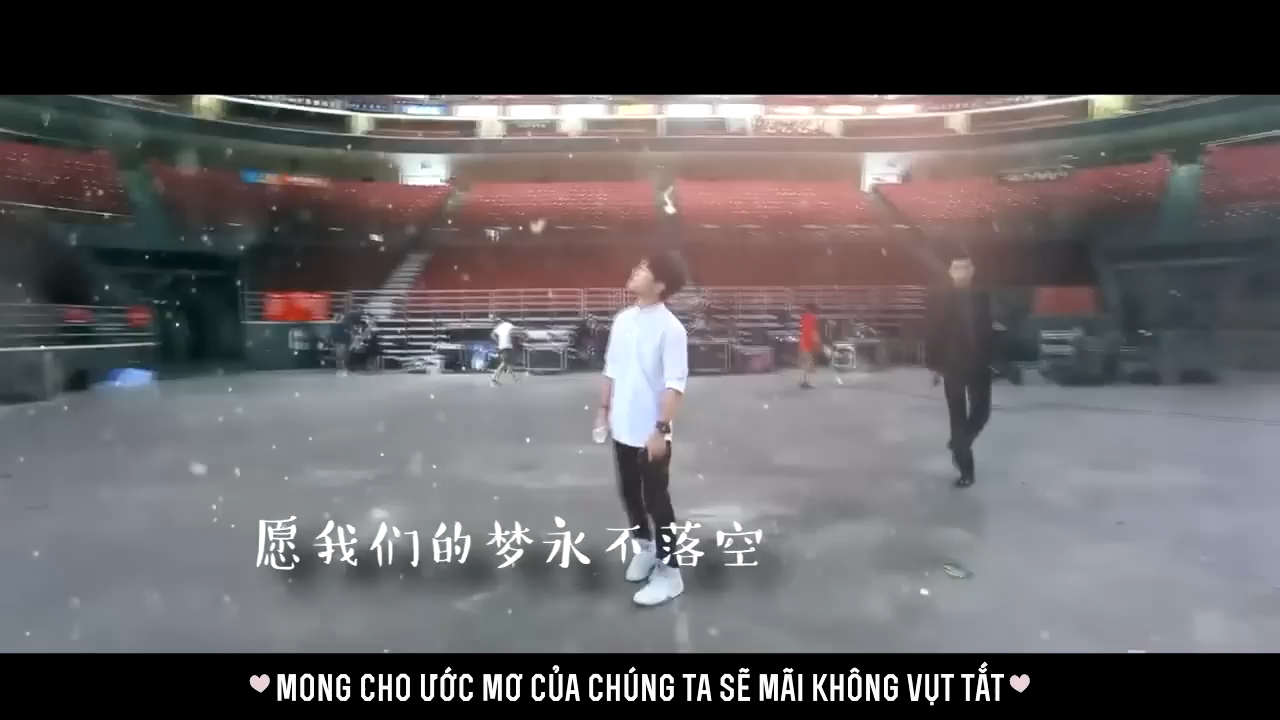 愿我们的梦永不落空
MONG CHO ƯỚC MƠ CỦA CHÚNG TA SẼ MÃI KHÔNG VỤT TẮT